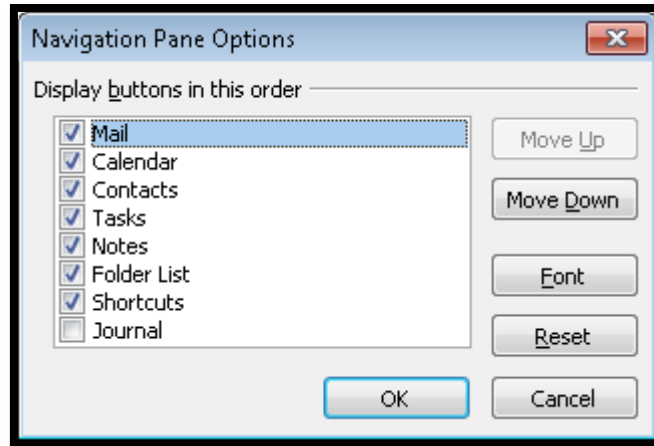 Navigation Pane Options
Display buttons in this order
Mail
Calendar
Contacts
Tasks
Notes
Folder List
Shortcuts
Journal
Move Up
Move Down
Font
Reset
OK
Cancel